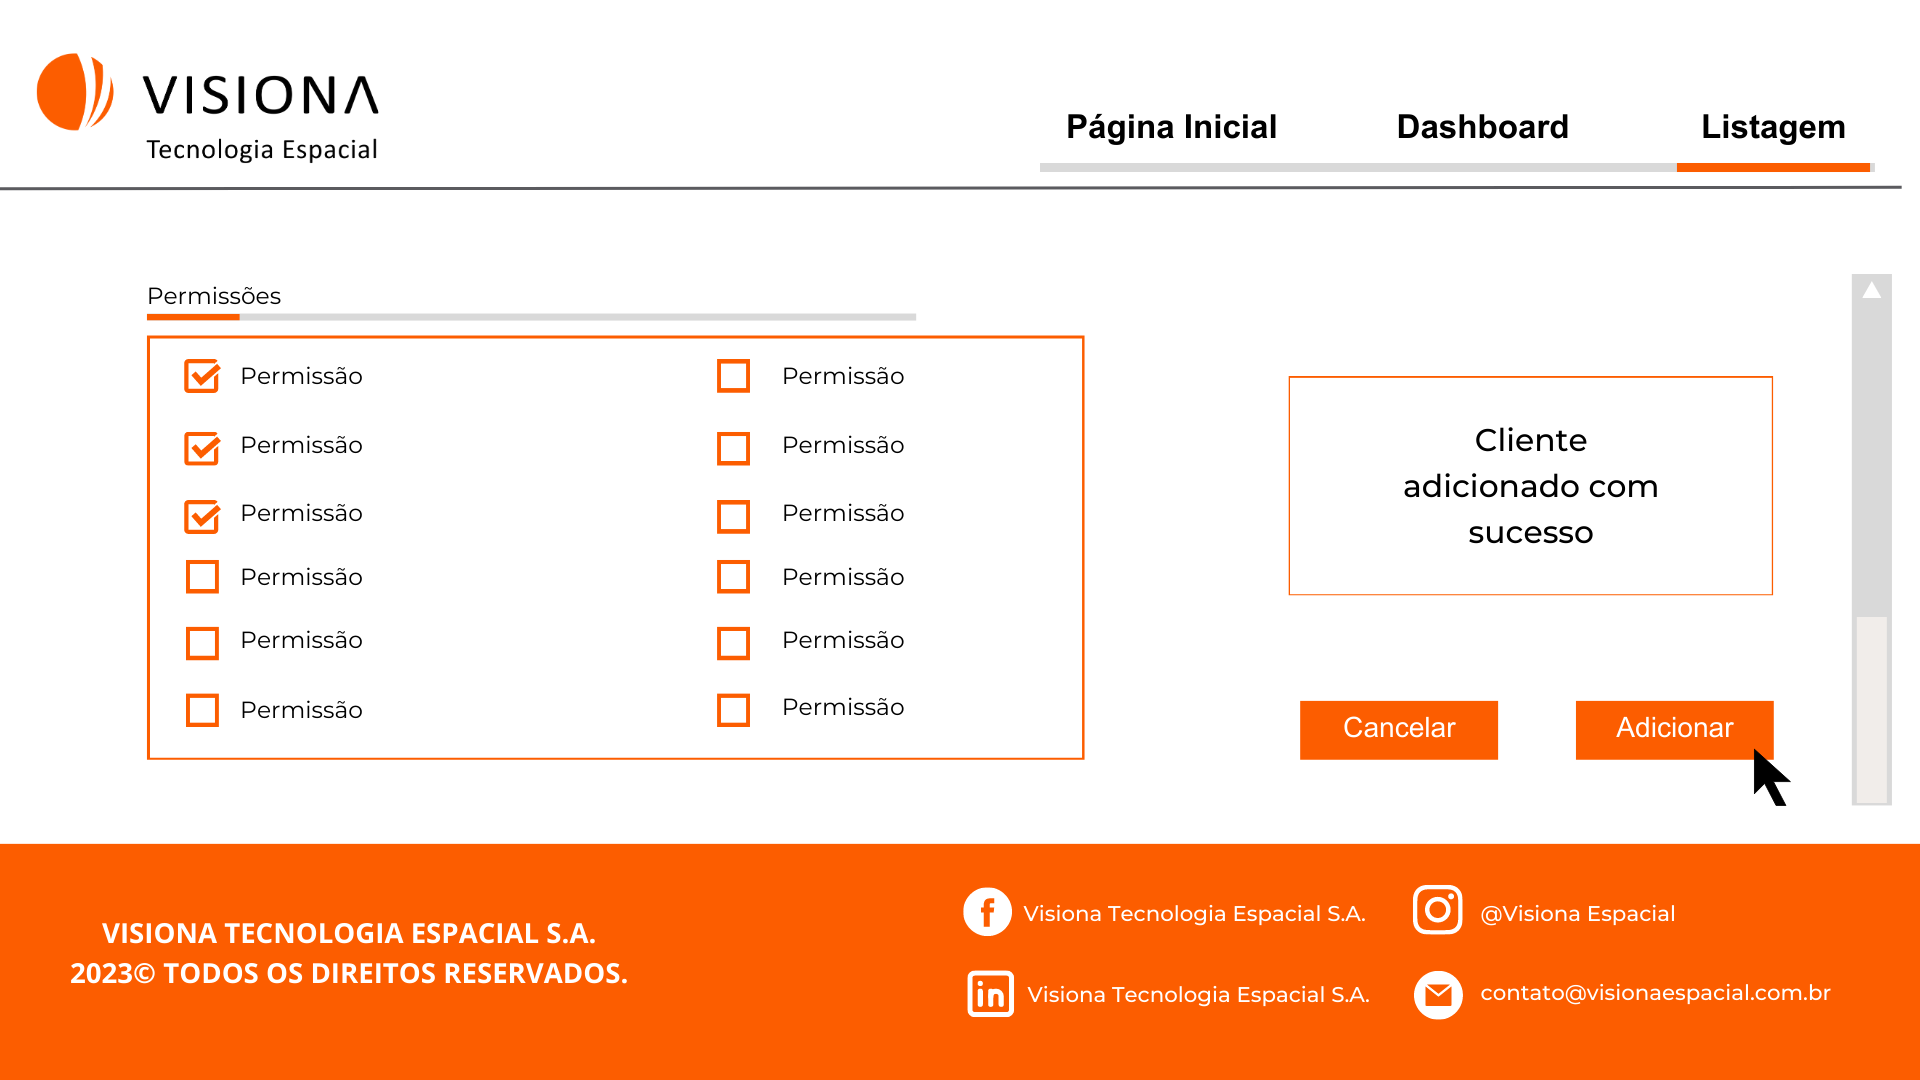 VISIONA
Tecnologia Espacial
Página Inicial
Dashboard
Listagem
Permissões
Permissão
Permissão
Permissão
Permissão
Permissão
Permissão
Permissão
Permissão
Permissão
Permissão
Permissão
Permissão
Cliente
adicionado com
sucesso
Cancelar
Adicionar
VISIONA TECNOLOGIA ESPACIAL S.A.
2023© TODOS OS DIREITOS RESERVADOS.
Visiona Tecnologia Espacial S.A.
@Visiona Espacial
Visiona Tecnologia Espacial S.A.
contato@visionaespacial.com.br